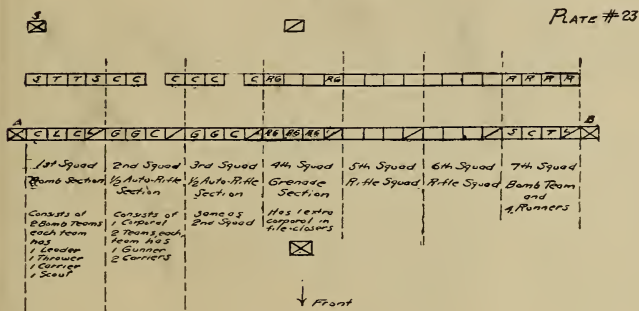 PLATE #23
S
S T T S C C C C C C RG RG R R R R
A C L C L G G C G G C RG RG RG S C T L B
1st Squad 2nd Squad 3rd Squad 4th Squad 5th Squad 6th Squad 7th Squad
Bomb Section ½ Auto-Rifle Section ½ Auto-Rifle Section Grenade Section Rifle Squad Rifle Squad Bomb Team and 4 Runners
Consists of
2 Bomb Teams
each team
has
1 Leader
1 Thrower
1 Carrier
1 Scout
Consists of
1 Corporal
2 Teams, each
team has
1 Gunner
2 Carriers
Same as
2nd Squad
Has 1 extra
corporal in
file-closers
Front